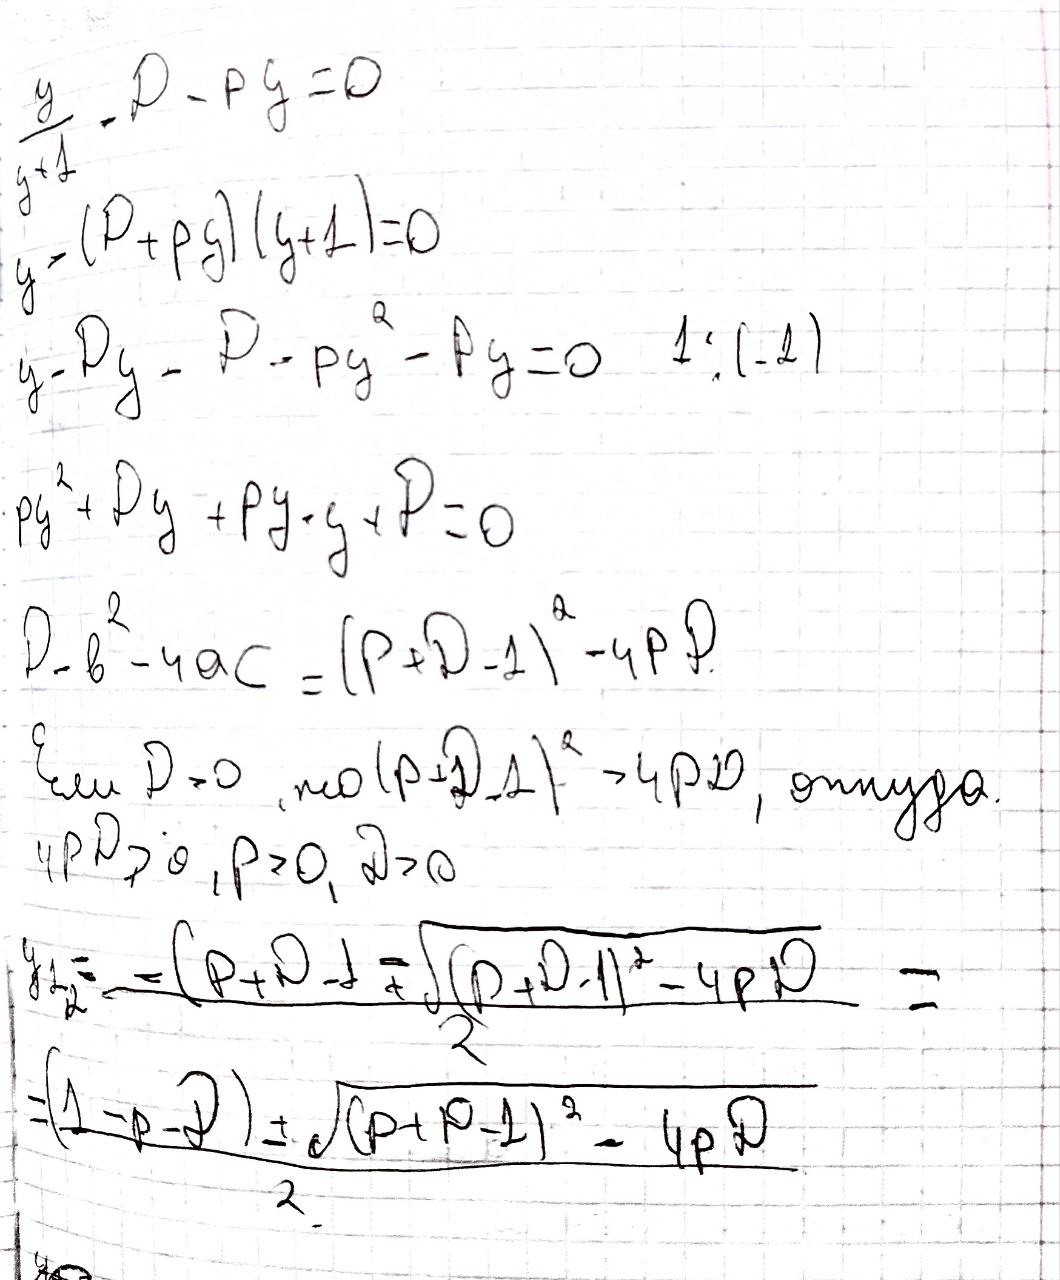 y/(y+1) - D - py = 0
y - (D + py)(y+1) = 0
y - Dy - D - py² - py = 0 | : (-1)
py² + Dy + py - y + D = 0
D = b² - 4ac = (p + D - 1)² - 4pD
Если D > 0, то (p + D - 1)² > 4pD, откуда
4pD > 0, p > 0, D > 0
y₁,₂ = -(p + D - 1 ∓ √((p + D - 1)² - 4pD) / 2 =
= (1 - p - D) ± √((p + D - 1)² - 4pD) / 2